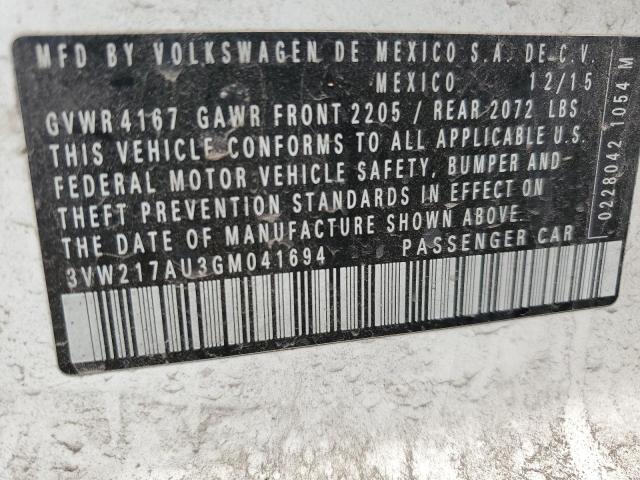 MFD BY VOLKSWAGEN DE MEXICO S.A. DE C.V.
MEXICO 12/15
GVWR 4167 GAWR FRONT 2205 / REAR 2072 LBS
THIS VEHICLE CONFORMS TO ALL APPLICABLE U.S.
FEDERAL MOTOR VEHICLE SAFETY, BUMPER AND
THEFT PREVENTION STANDARDS IN EFFECT ON
THE DATE OF MANUFACTURE SHOWN ABOVE.
3VW217AU3GM041694 PASSENGER CAR
0228042 1054 M